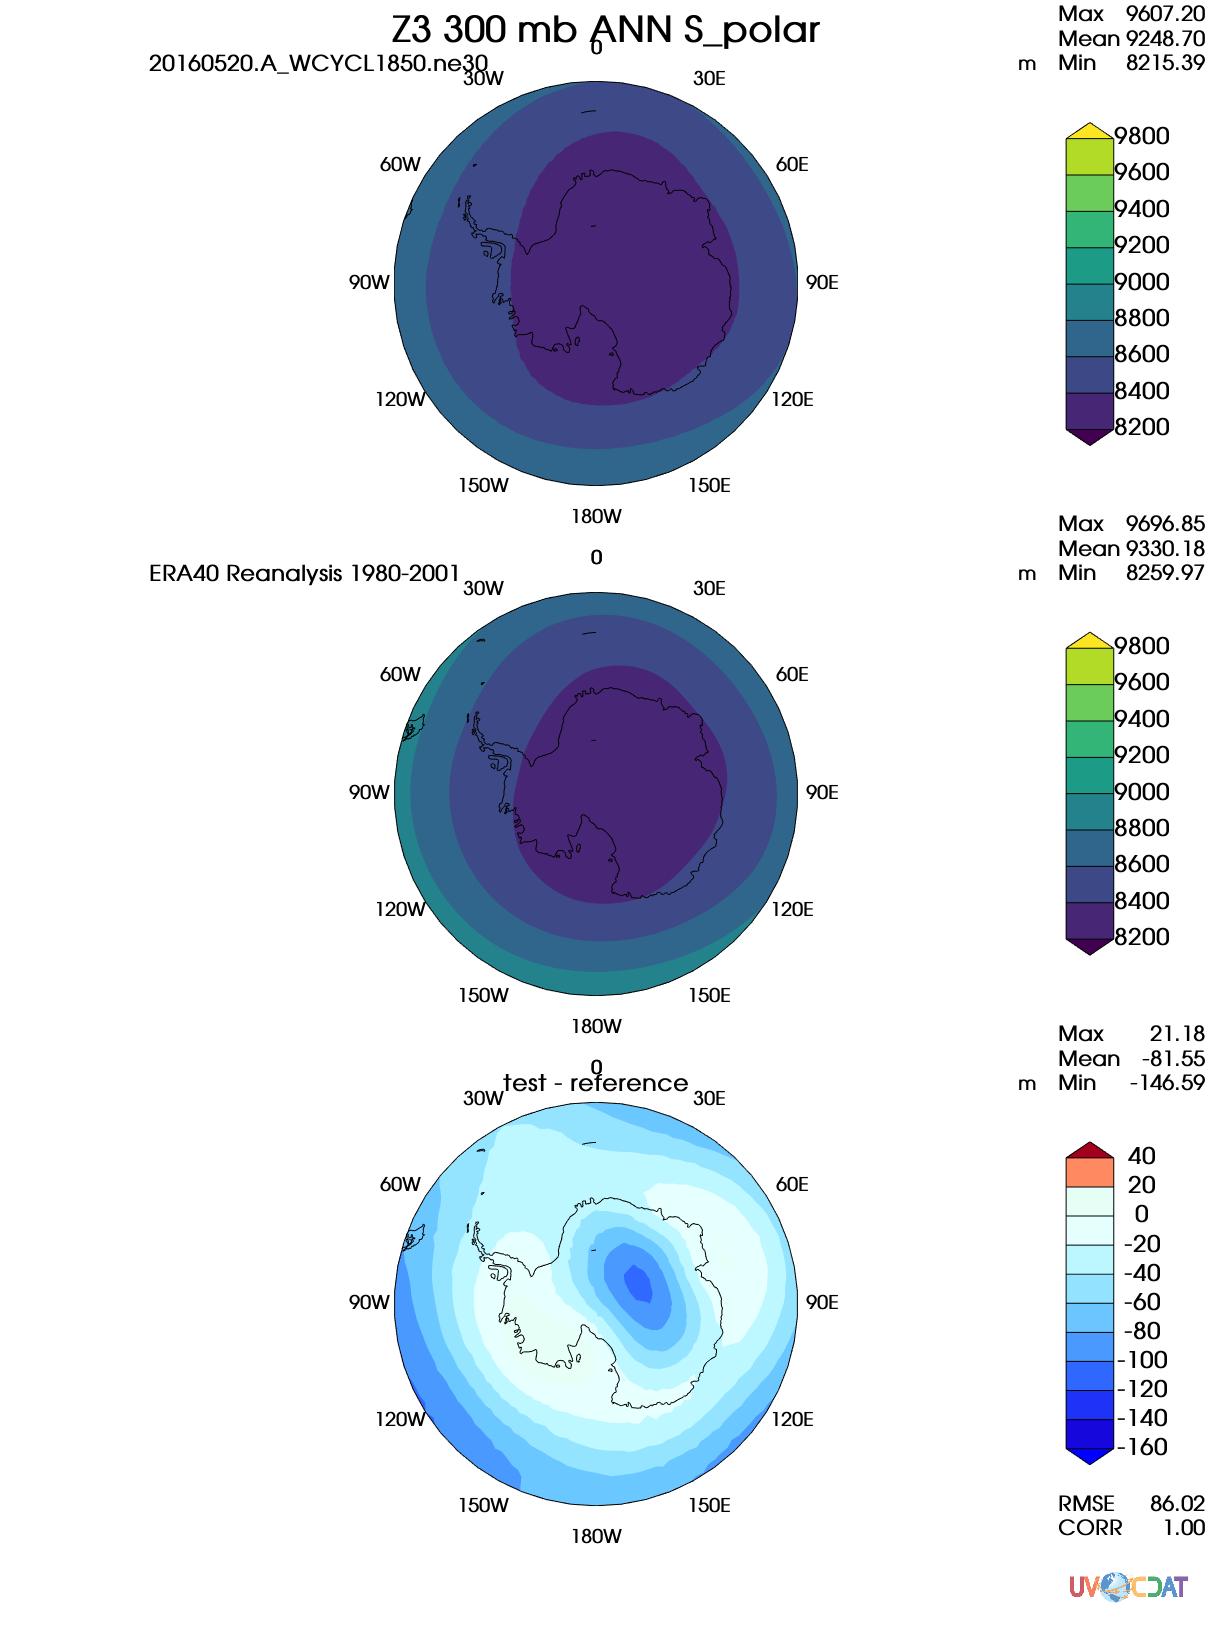 Z3 300 mb ANN S_polar
20160520.A_WCYCL1850.ne30
m
Max 9607.20
Mean 9248.70
Min 8215.39
0
30W 30E
60W 60E
90W 90E
120W 120E
150W 150E
180W
9800
9600
9400
9200
9000
8800
8600
8400
8200
ERA40 Reanalysis 1980-2001
m
Max 9696.85
Mean 9330.18
Min 8259.97
0
30W 30E
60W 60E
90W 90E
120W 120E
150W 150E
180W
9800
9600
9400
9200
9000
8800
8600
8400
8200
test - reference
m
Max 21.18
Mean -81.55
Min -146.59
0
30W 30E
60W 60E
90W 90E
120W 120E
150W 150E
180W
40
20
0
-20
-40
-60
-80
-100
-120
-140
-160
RMSE 86.02
CORR 1.00
UV CDAT